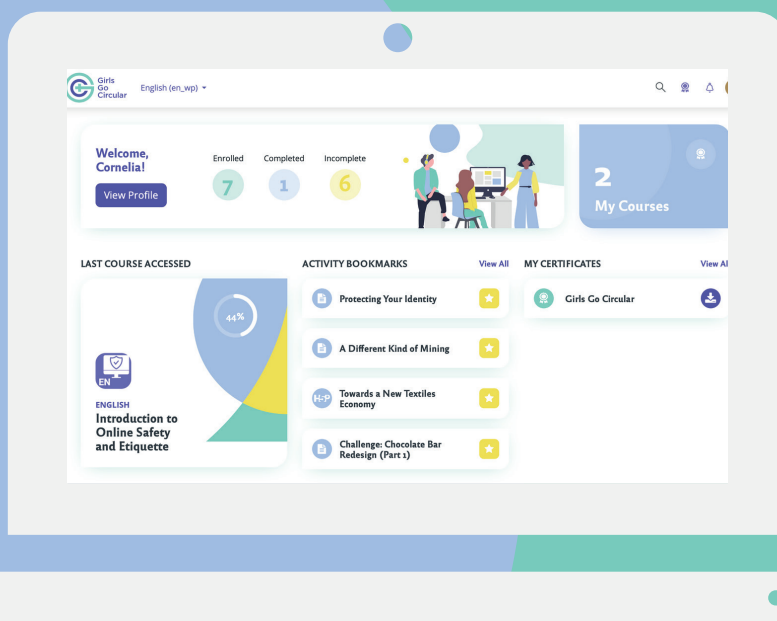 Girls
Go
Circular
English (en_wp)
Welcome,
Cornelia!
View Profile
Enrolled
7
Completed
1
Incomplete
6
2
My Courses
LAST COURSE ACCESSED
44%
EN
ENGLISH
Introduction to
Online Safety
and Etiquette
ACTIVITY BOOKMARKS
View All
Protecting Your Identity
A Different Kind of Mining
H-P
Towards a New Textiles
Economy
Challenge: Chocolate Bar
Redesign (Part 1)
MY CERTIFICATES
View Al
Girls Go Circular